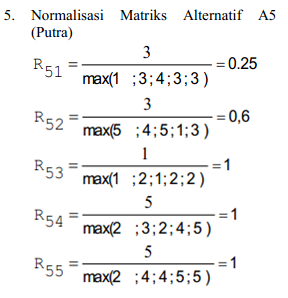 5. Normalisasi Matriks Alternatif A5
(Putra)
R51 = 3 / max(1 ;3;4;3;3) =0.25
R52 = 3 / max(5 ;4;5;1;3) =0,6
R53 = 1 / max(1 ;2;1;2;2) =1
R54 = 5 / max(2 ;3;2;4;5) =1
R55 = 5 / max(2 ;4;4;5;5) =1